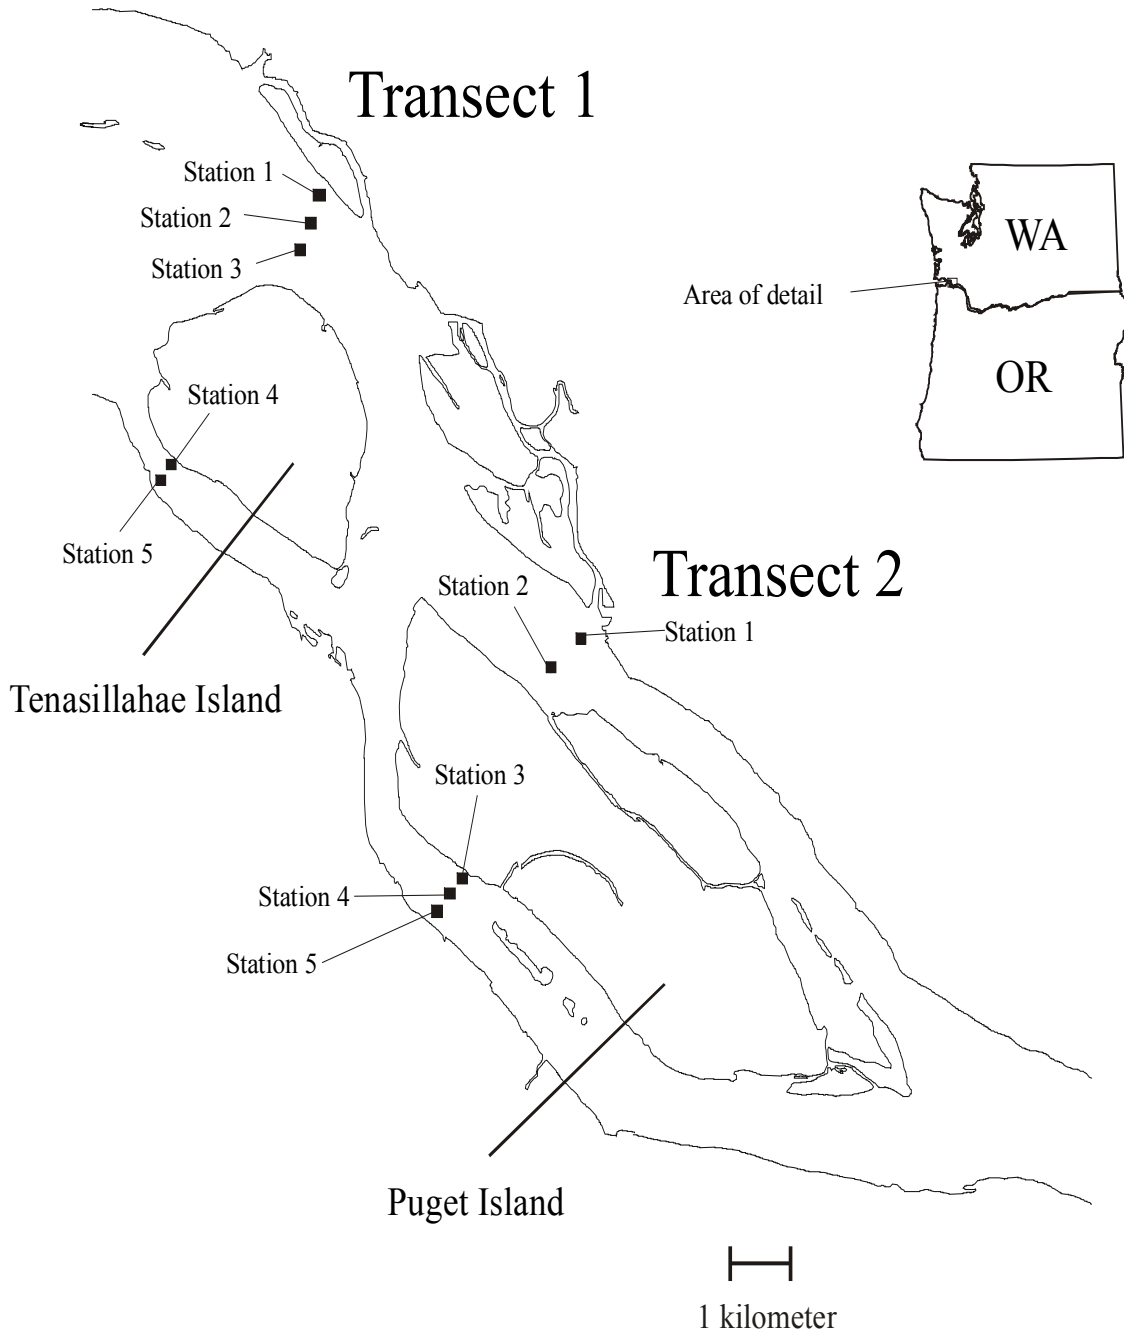 Transect 1
Station 1
Station 2
Station 3
WA
Area of detail
OR
Station 4
Station 5
Transect 2
Station 2
Station 1
Tenasillahae Island
Station 3
Station 4
Station 5
Puget Island
1 kilometer